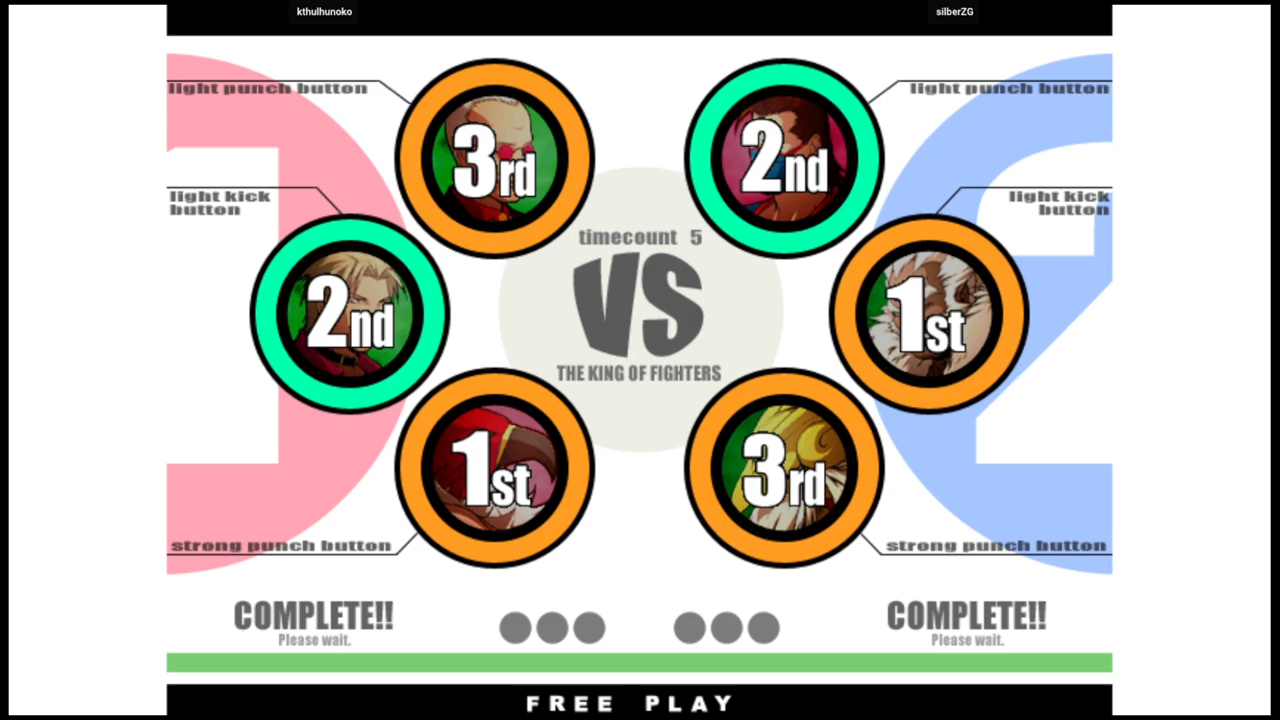 kthulhunoko
silberZG
light punch button
light punch button
3rd
2nd
light kick
button
light kick
button
timecount 5
VS
THE KING OF FIGHTERS
2nd
1st
1st
3rd
strong punch button
strong punch button
COMPLETE!!
Please wait.
COMPLETE!!
Please wait.
FREE PLAY